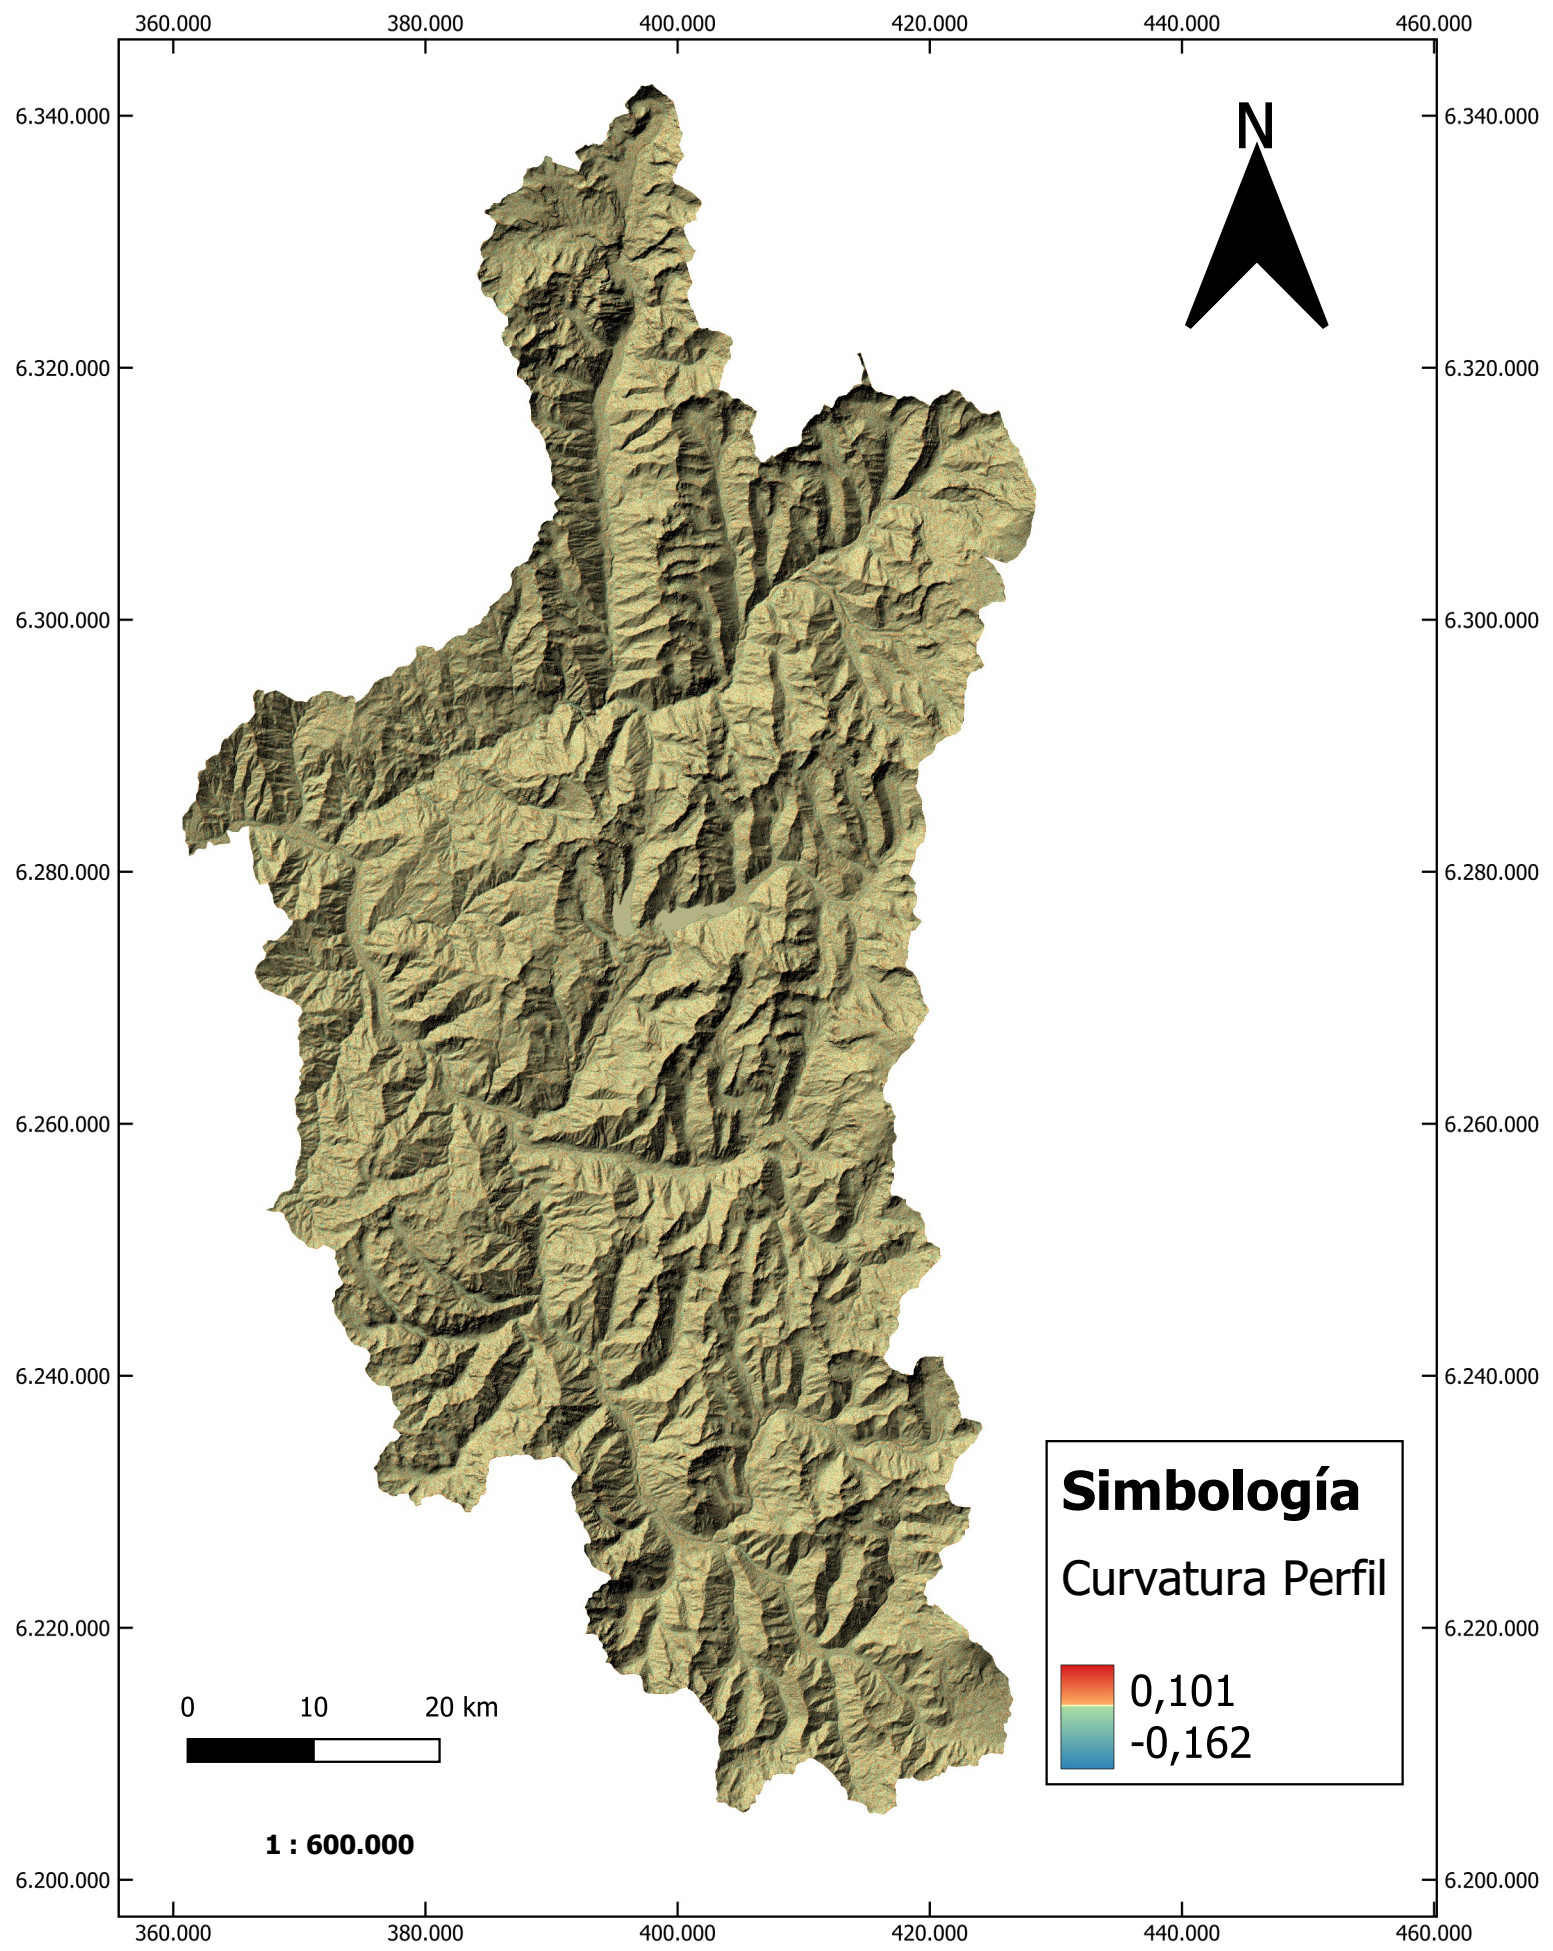 360.000 380.000 400.000 420.000 440.000 460.000
N
6.340.000 6.340.000
6.320.000 6.320.000
6.300.000 6.300.000
6.280.000 6.280.000
6.260.000 6.260.000
6.240.000 6.240.000
Simbología
Curvatura Perfil
6.220.000 6.220.000
0,101
-0,162
0 10 20 km
1 : 600.000
6.200.000 6.200.000
360.000 380.000 400.000 420.000 440.000 460.000